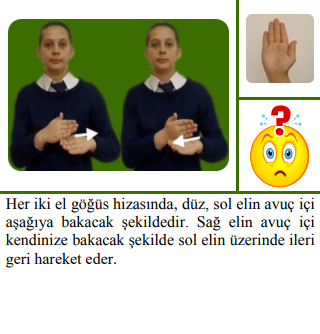 Her iki el göğüs hizasında, düz, sol elin avuç içi
aşağıya bakacak şekildedir. Sağ elin avuç içi
kendinize bakacak şekilde sol elin üzerinde ileri
geri hareket eder.